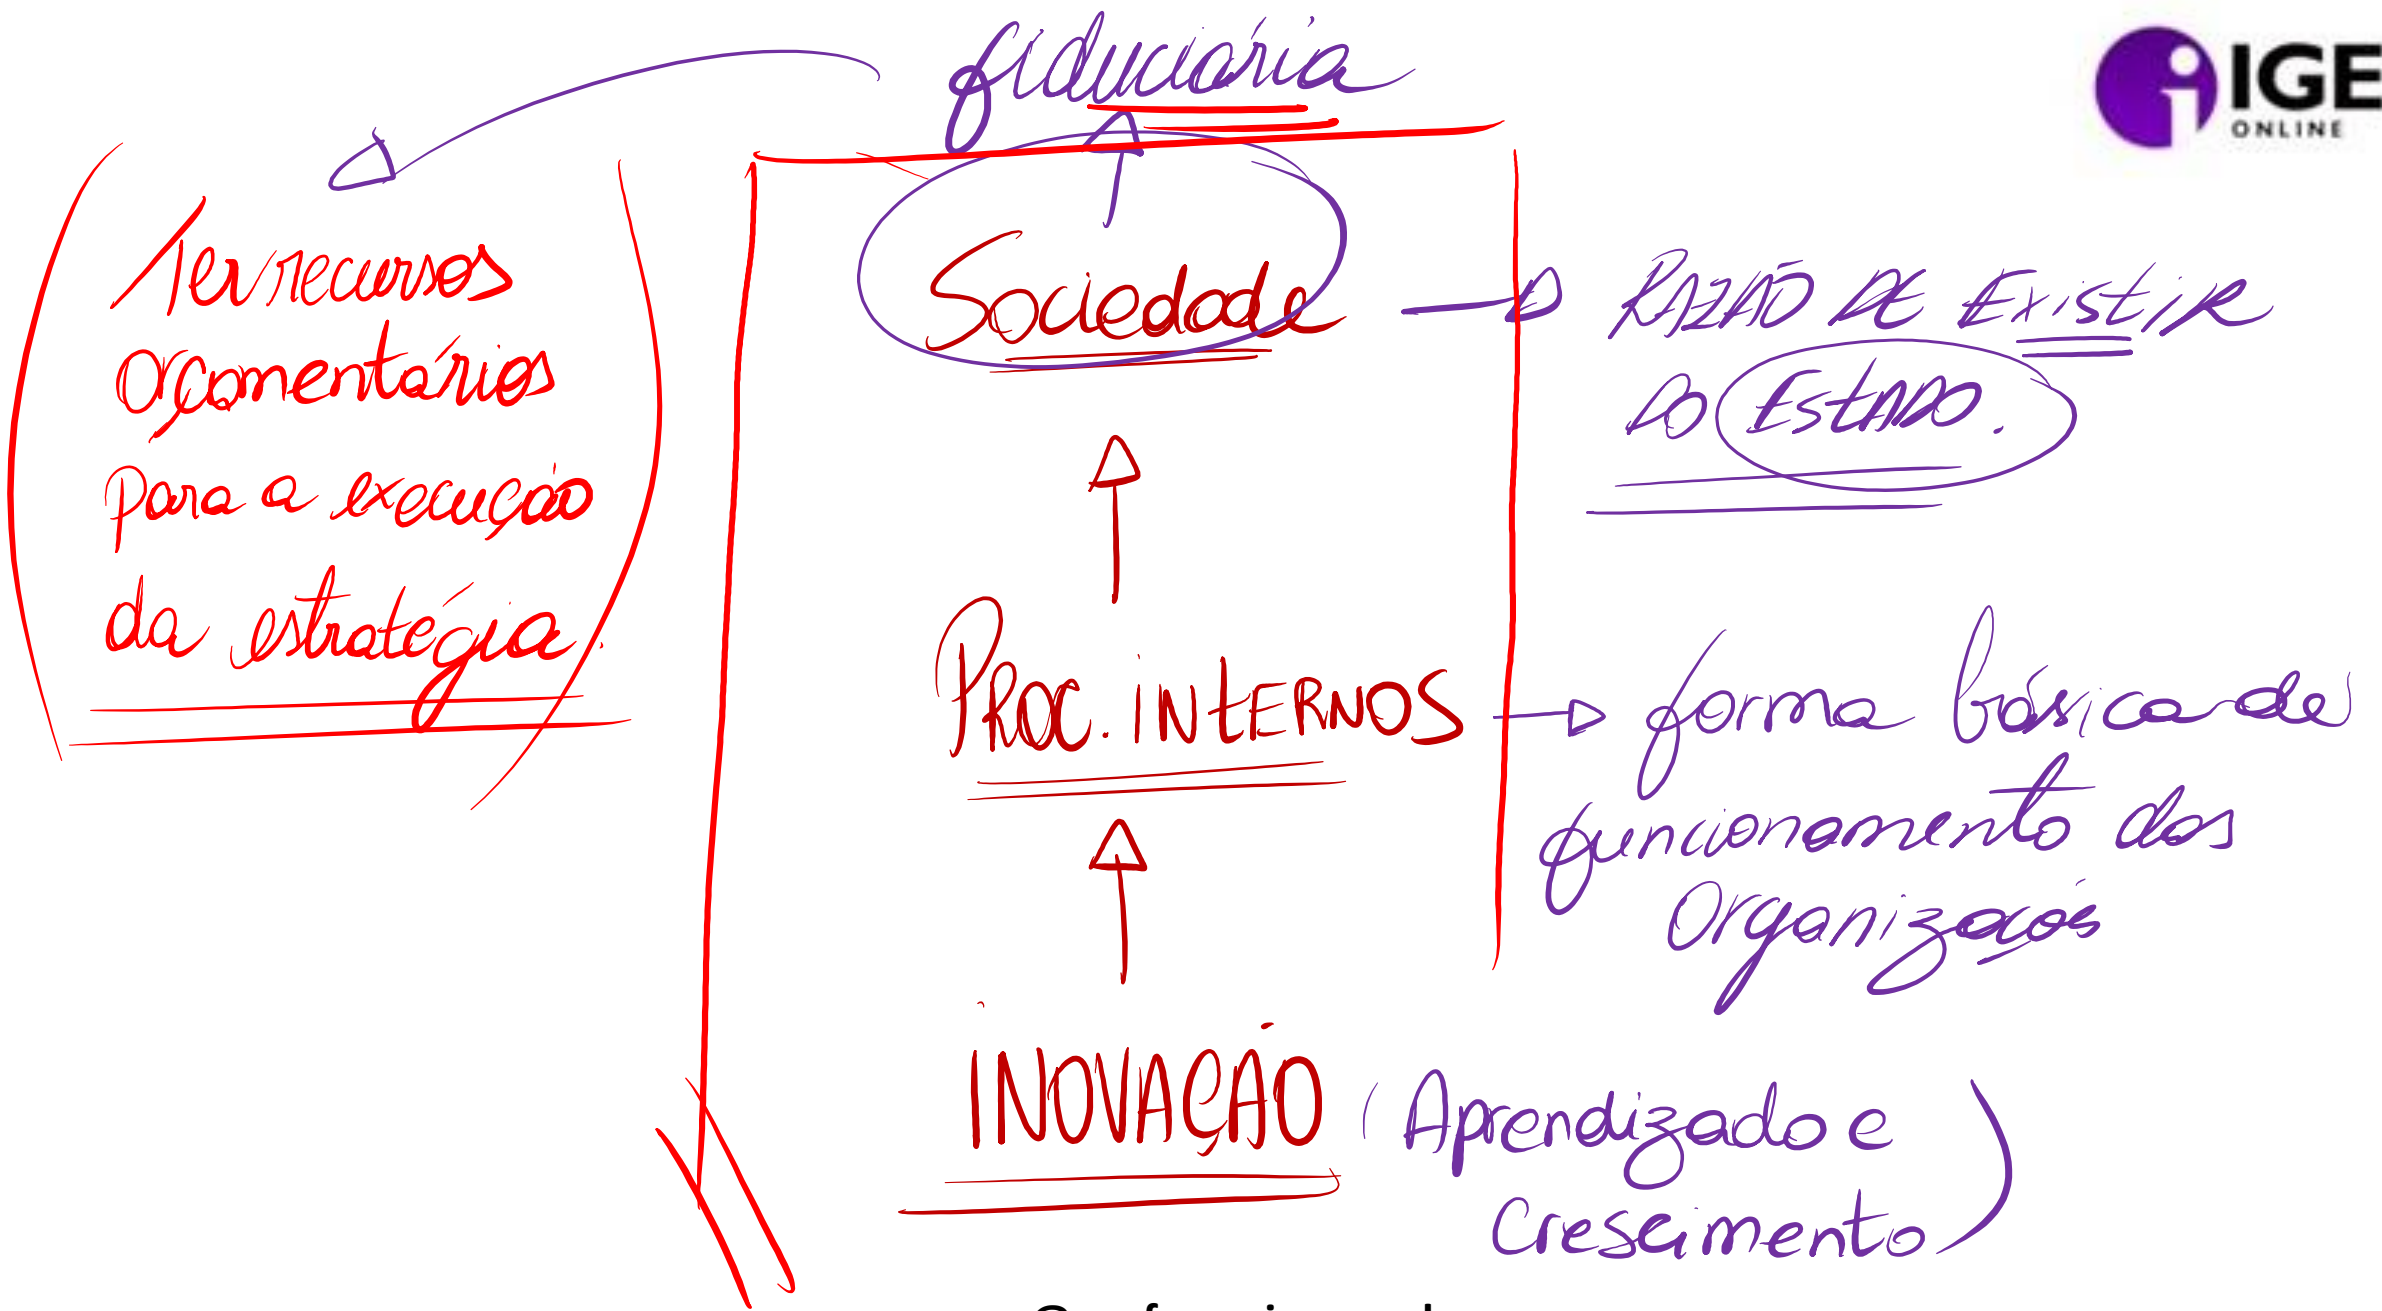 fiduciária
IGE
ONLINE
Ter recursos
orçamentários
para a execução
da estratégia.
Sociedade
RAZÃO DE EXistiR
DO EstADO.
PROC. INtERNOS
forma básica de
funcionamento das
Organizações
INOVAÇÃO (Aprendizado e
Crescimento)